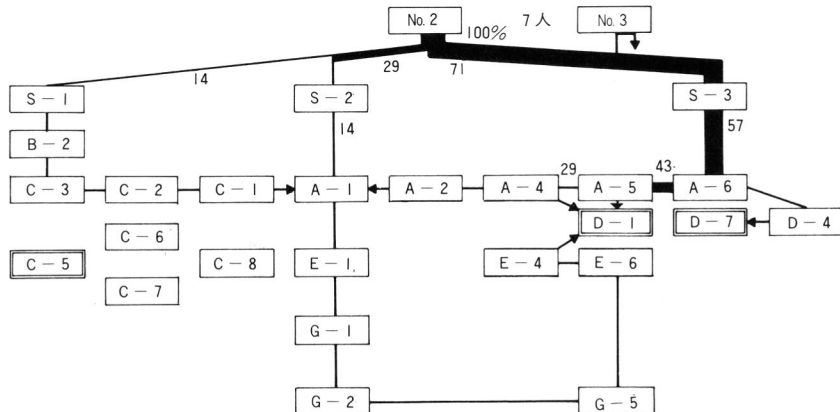 No. 2 7人 No. 3
100%
14 29 71
S-1 S-2 S-3
57
B-2 14
29 43
C-3 C-2 C-1 A-1 A-2 A-4 A-5 A-6
D-1 D-7 D-4
C-6
C-5 C-8 E-1 E-4 E-6
C-7
G-1
G-2 G-5